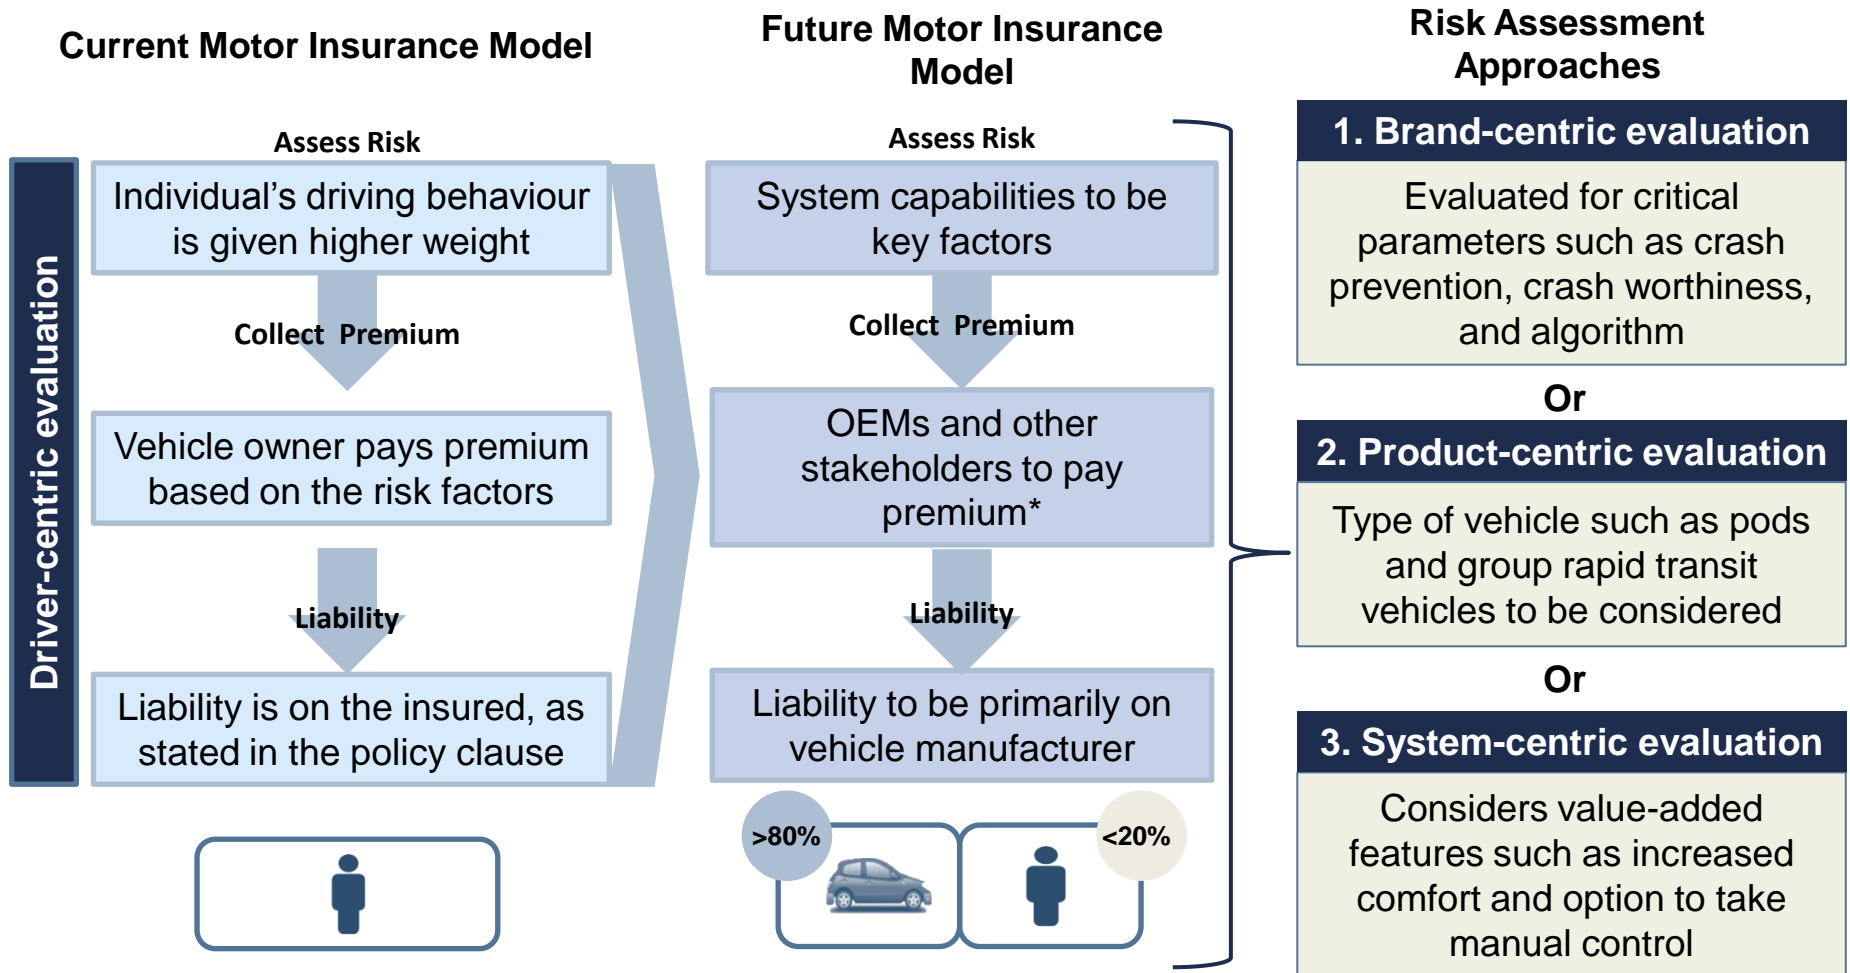 Current Motor Insurance Model
Assess Risk
Driver-centric evaluation
Individual’s driving behaviour
is given higher weight
Collect  Premium
Vehicle owner pays premium
based on the risk factors
Liability
Liability is on the insured, as
stated in the policy clause
Future Motor Insurance
Model
Assess Risk
System capabilities to be
key factors
Collect  Premium
OEMs and other
stakeholders to pay
premium*
Liability
Liability to be primarily on
vehicle manufacturer
>80%
<20%
Risk Assessment
Approaches
1. Brand-centric evaluation
Evaluated for critical
parameters such as crash
prevention, crash worthiness,
and algorithm
Or
2. Product-centric evaluation
Type of vehicle such as pods
and group rapid transit
vehicles to be considered
Or
3. System-centric evaluation
Considers value-added
features such as increased
comfort and option to take
manual control